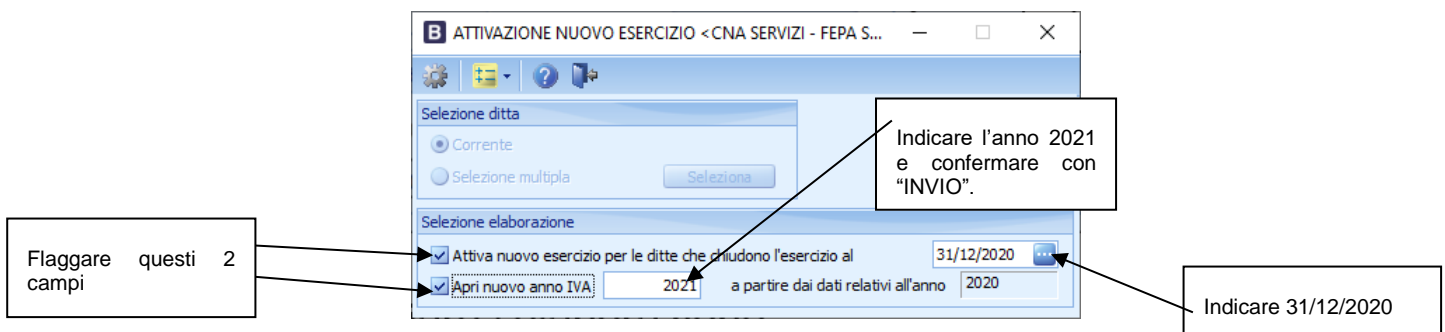 ATTIVAZIONE NUOVO ESERCIZIO <CNA SERVIZI - FEPA S...
Selezione ditta
Corrente
Selezione multipla
Seleziona
Indicare l’anno 2021
e confermare con
“INVIO”.
Selezione elaborazione
Flaggare questi 2
campi
Attiva nuovo esercizio per le ditte che chiudono l'esercizio al 31/12/2020
Apri nuovo anno IVA 2021 a partire dai dati relativi all'anno 2020
Indicare 31/12/2020